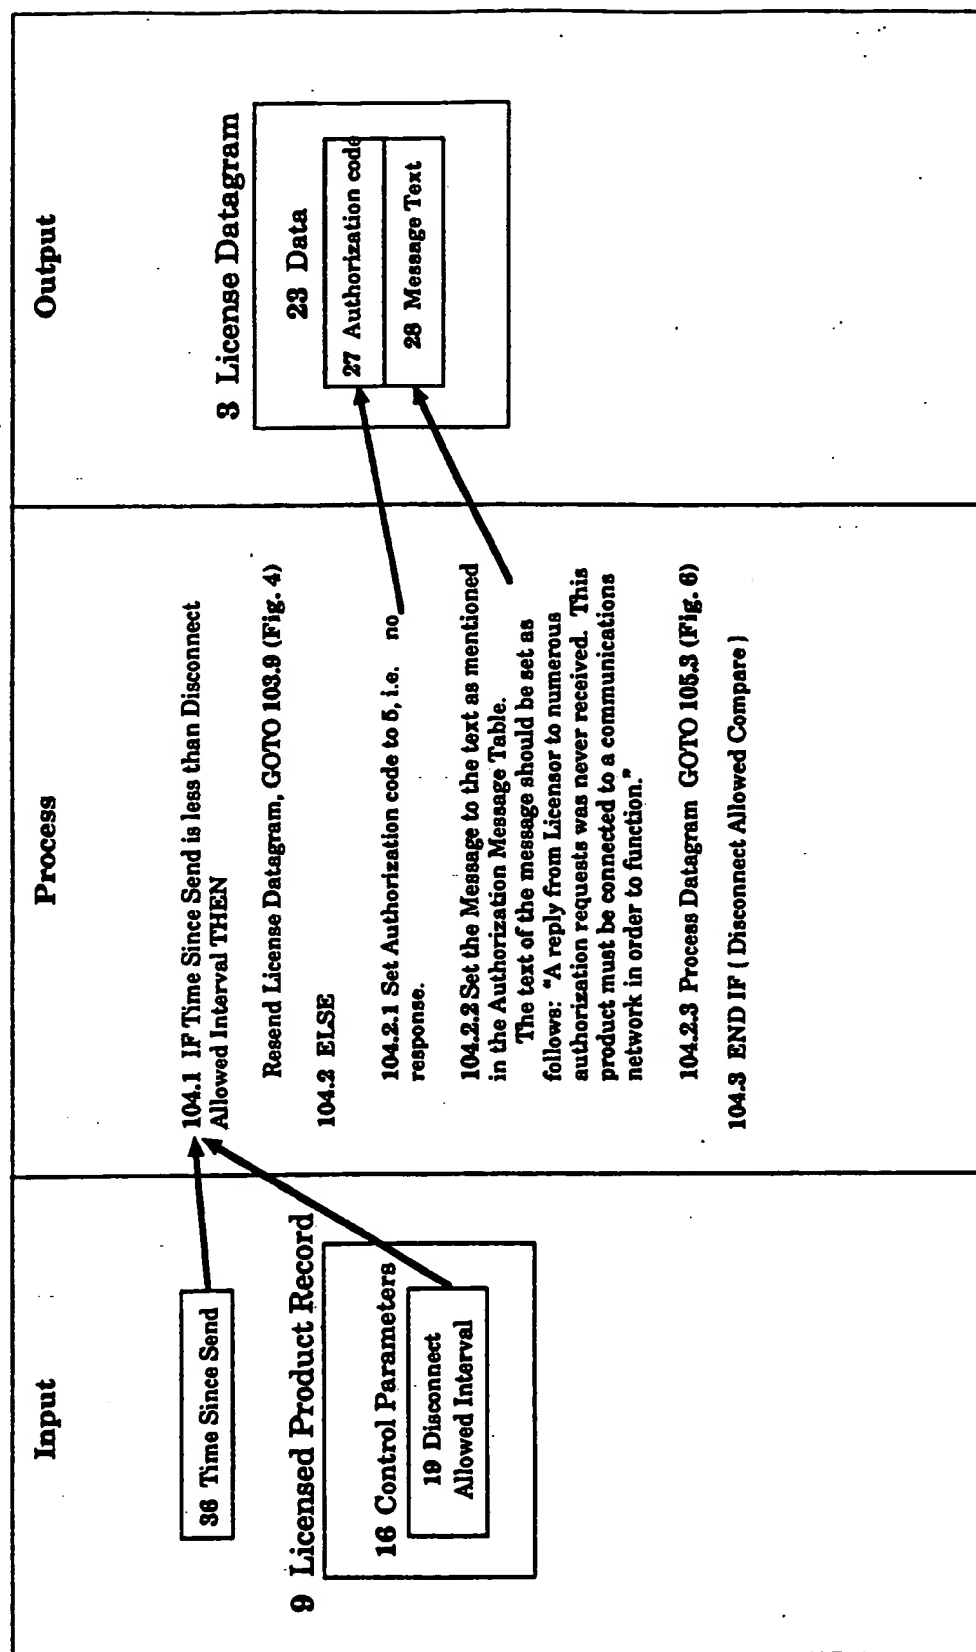 Input
36 Time Since Send
9 Licensed Product Record
16 Control Parameters
19 Disconnect
Allowed Interval
Process
104.1 IF Time Since Send is less than Disconnect
Allowed Interval THEN
Resend License Datagram, GOTO 103.9 (Fig. 4)
104.2 ELSE
104.2.1 Set Authorization code to 5, i.e. no
response.
104.2.2 Set the Message to the text as mentioned
in the Authorization Message Table.
The text of the message should be set as
follows: "A reply from Licensor to numerous
authorization requests was never received. This
product must be connected to a communications
network in order to function."
104.2.3 Process Datagram GOTO 105.3 (Fig. 6)
104.3 END IF ( Disconnect Allowed Compare )
Output
3 License Datagram
23 Data
27 Authorization code
28 Message Text